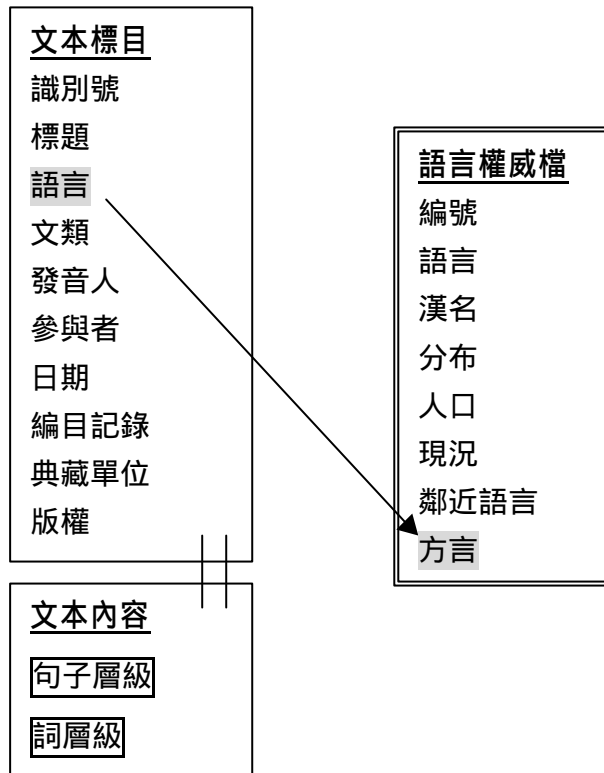 文本標目
識別號
標題
語言
文類
發音人
參與者
日期
編目記錄
典藏單位
版權
文本內容
句子層級
詞層級
語言權威檔
編號
語言
漢名
分布
人口
現況
鄰近語言
方言